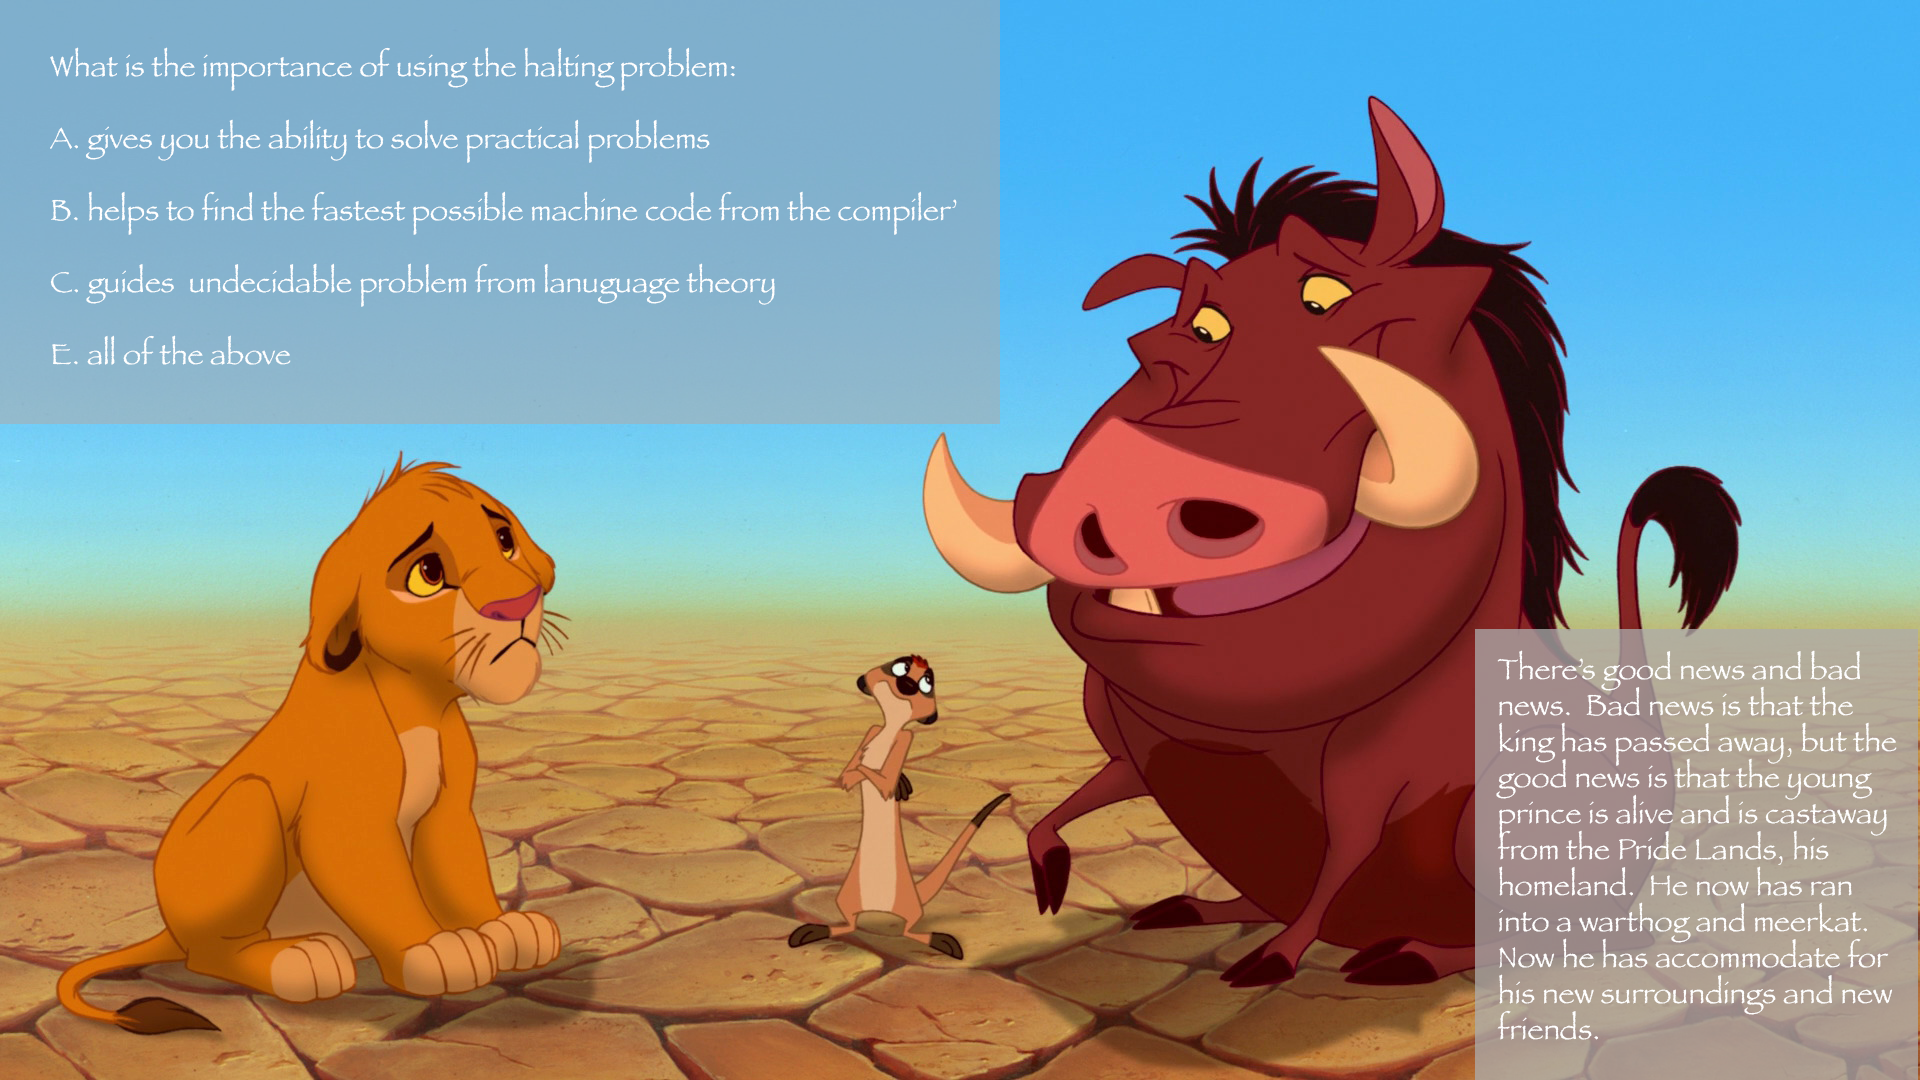 What is the importance of using the halting problem:
A. gives you the ability to solve practical problems
B. helps to find the fastest possible machine code from the compiler’
C. guides  undecidable problem from lanuguage theory
E. all of the above
There’s good news and bad
news.  Bad news is that the
king has passed away, but the
good news is that the young
prince is alive and is castaway
from the Pride Lands, his
homeland.  He now has ran
into a warthog and meerkat.
Now he has accommodate for
his new surroundings and new
friends.